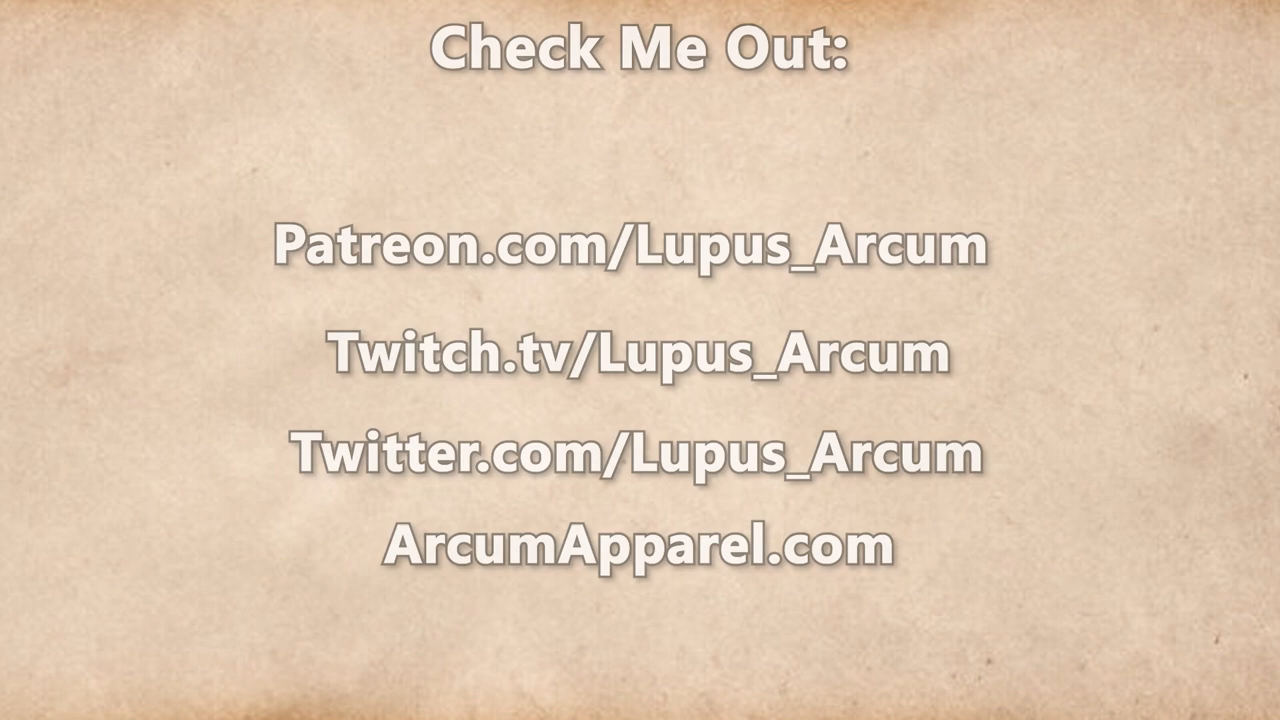 Check Me Out:
Patreon.com/Lupus_Arcum
Twitch.tv/Lupus_Arcum
Twitter.com/Lupus_Arcum
ArcumApparel.com